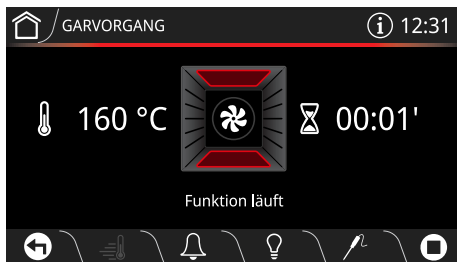 GARVORGANG
i 12:31
160 °C
00:01'
Funktion läuft